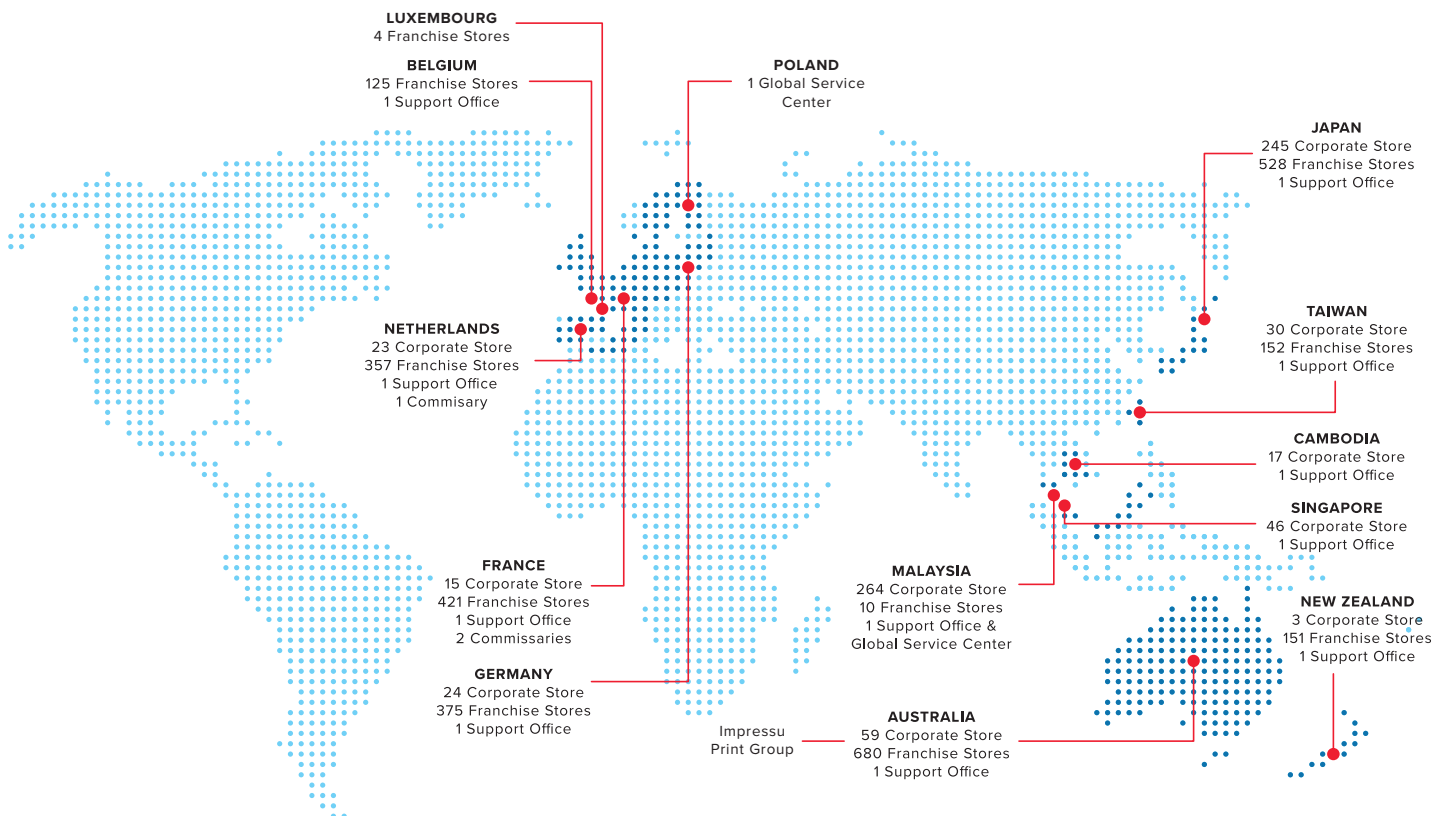 LUXEMBOURG
4 Franchise Stores
BELGIUM
125 Franchise Stores
1 Support Office
POLAND
1 Global Service
Center
JAPAN
245 Corporate Store
528 Franchise Stores
1 Support Office
NETHERLANDS
23 Corporate Store
357 Franchise Stores
1 Support Office
1 Commisary
TAIWAN
30 Corporate Store
152 Franchise Stores
1 Support Office
CAMBODIA
17 Corporate Store
1 Support Office
SINGAPORE
46 Corporate Store
1 Support Office
FRANCE
15 Corporate Store
421 Franchise Stores
1 Support Office
2 Commissaries
MALAYSIA
264 Corporate Store
10 Franchise Stores
1 Support Office &
Global Service Center
NEW ZEALAND
3 Corporate Store
151 Franchise Stores
1 Support Office
GERMANY
24 Corporate Store
375 Franchise Stores
1 Support Office
Impressu
Print Group
AUSTRALIA
59 Corporate Store
680 Franchise Stores
1 Support Office